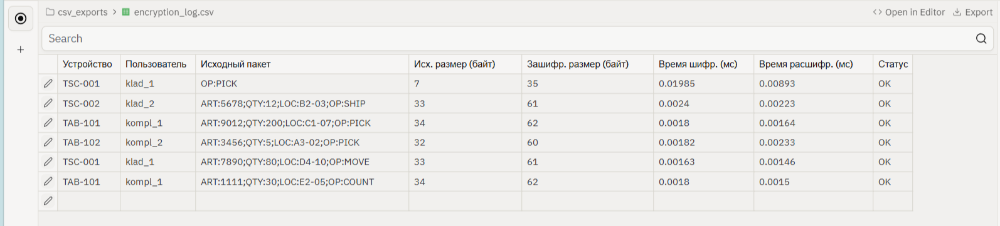 csv_exports > encryption_log.csv
<> Open in Editor Export
Search
Устройство Пользователь Исходный пакет Исх. размер (байт) Зашифр. размер (байт) Время шифр. (мс) Время расшифр. (мс) Статус
TSC-001 klad_1 OP:PICK 7 35 0.01985 0.00893 OK
TSC-002 klad_2 ART:5678;QTY:12;LOC:B2-03;OP:SHIP 33 61 0.0024 0.00223 OK
TAB-101 kompl_1 ART:9012;QTY:200;LOC:C1-07;OP:PICK 34 62 0.0018 0.00164 OK
TAB-102 kompl_2 ART:3456;QTY:5;LOC:A3-02;OP:PICK 32 60 0.00182 0.00233 OK
TSC-001 klad_1 ART:7890;QTY:80;LOC:D4-10;OP:MOVE 33 61 0.00163 0.00146 OK
TAB-101 kompl_1 ART:1111;QTY:30;LOC:E2-05;OP:COUNT 34 62 0.0018 0.0015 OK